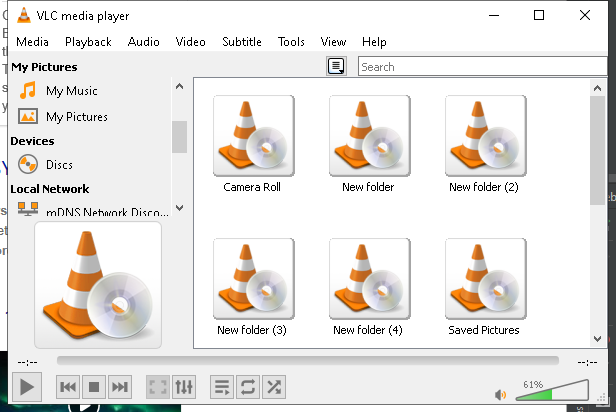 VLC media player
Media Playback Audio Video Subtitle Tools View Help
My Pictures
Search
My Music
My Pictures
Devices
Discs
Local Network
mDNS Network Disco...
Camera Roll New folder New folder (2)
New folder (3) New folder (4) Saved Pictures
--:-- --:--
61%